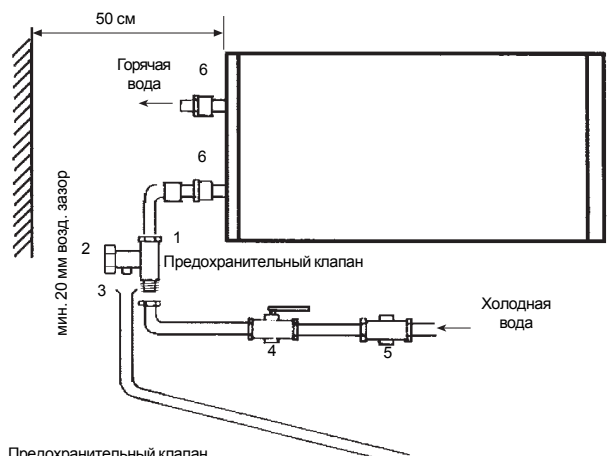 50 см
Горячая
вода
6
6
1
2
Предохранительный клапан
3
мин. 20 мм возд. зазор
Холодная
вода
4
5
Предохранительный клапан